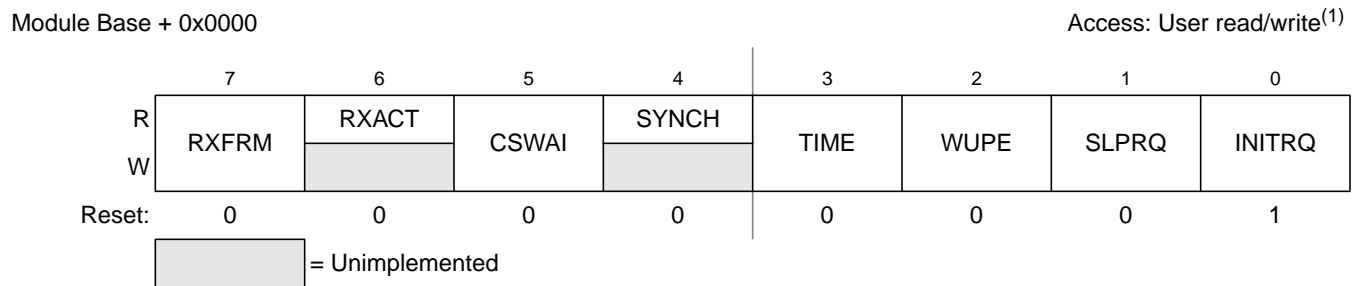 Module Base + 0x0000 Access: User read/write(1)
7 6 5 4 3 2 1 0
R RXFRM RXACT CSWAI SYNCH TIME WUPE SLPRQ INITRQ
W
Reset: 0 0 0 0 0 0 0 1
= Unimplemented